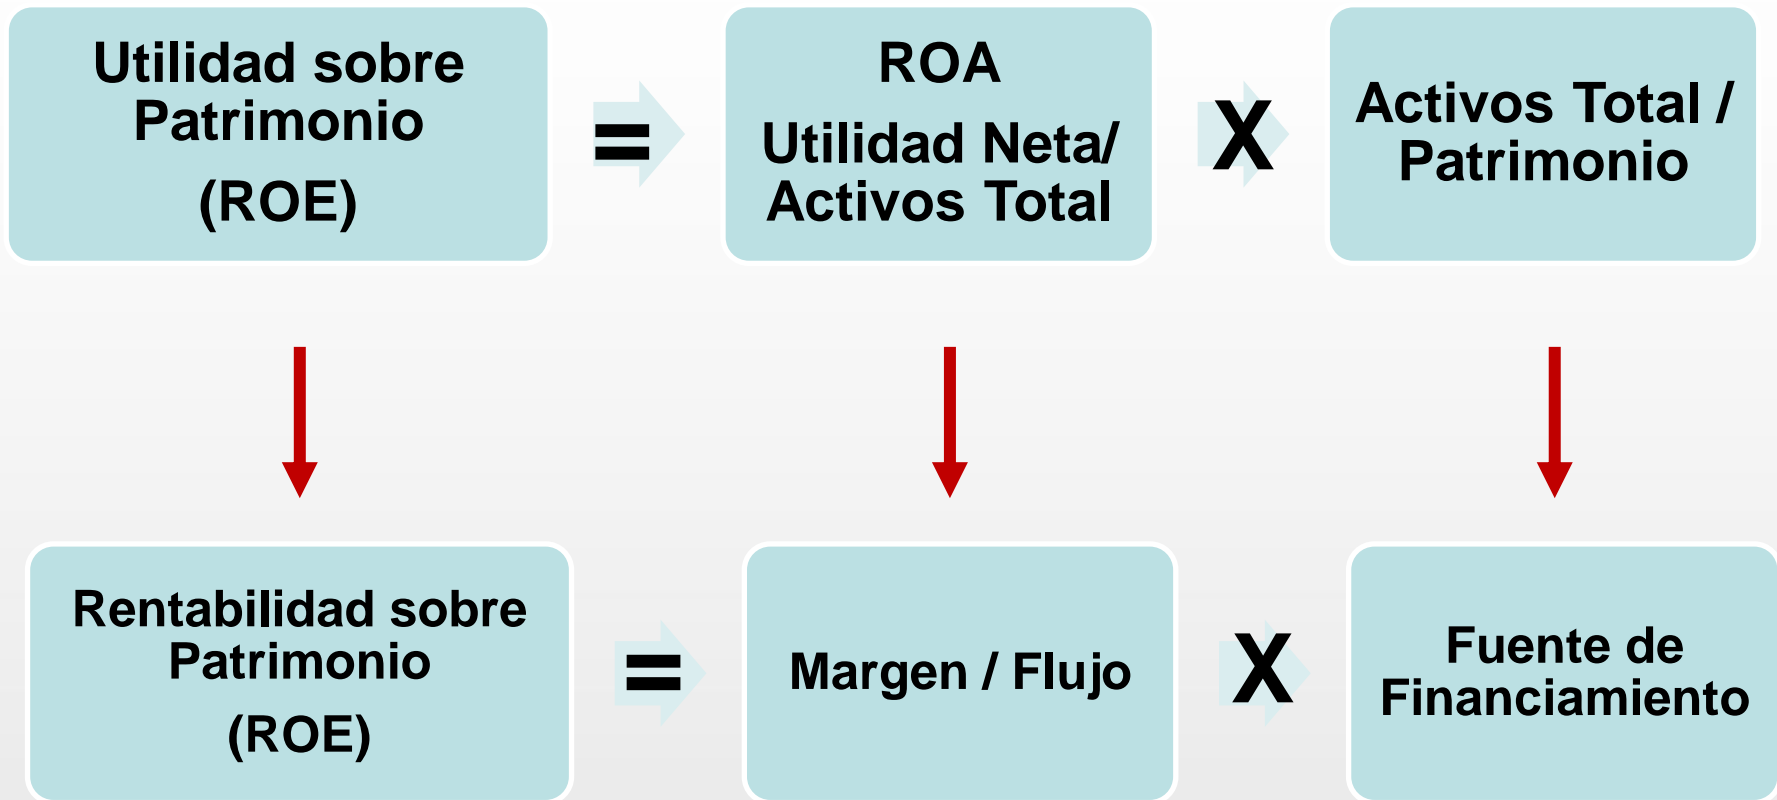 Utilidad sobre
Patrimonio
(ROE)
=
ROA
Utilidad Neta/
Activos Total
X
Activos Total /
Patrimonio
Rentabilidad sobre
Patrimonio
(ROE)
=
Margen / Flujo
X
Fuente de
Financiamiento